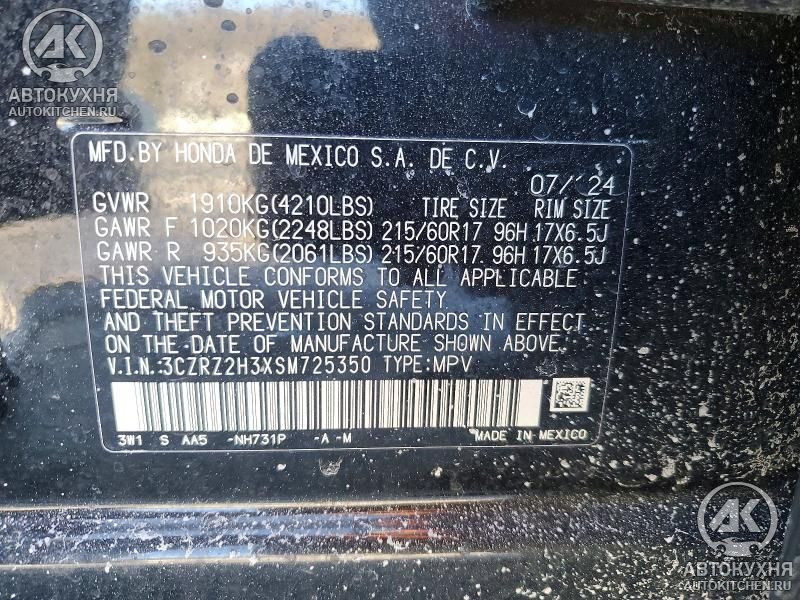 AK
АВТОКУХНЯ
AUTOKITCHEN.RU
MFD.BY HONDA DE MEXICO S.A. DE C.V.
07/'24
GVWR 1910KG(4210LBS) TIRE SIZE RIM SIZE
GAWR F 1020KG(2248LBS) 215/60R17 96H 17X6.5J
GAWR R 935KG(2061LBS) 215/60R17 96H 17X6.5J
THIS VEHICLE CONFORMS TO ALL APPLICABLE
FEDERAL MOTOR VEHICLE SAFETY
AND THEFT PREVENTION STANDARDS IN EFFECT
ON THE DATE OF MANUFACTURE SHOWN ABOVE.
V.I.N.:3CZRZ2H3XSM725350 TYPE:MPV
3W1 S AA5 -NH731P -A -M MADE IN MEXICO
AK
АВТОКУХНЯ
AUTOKITCHEN.RU